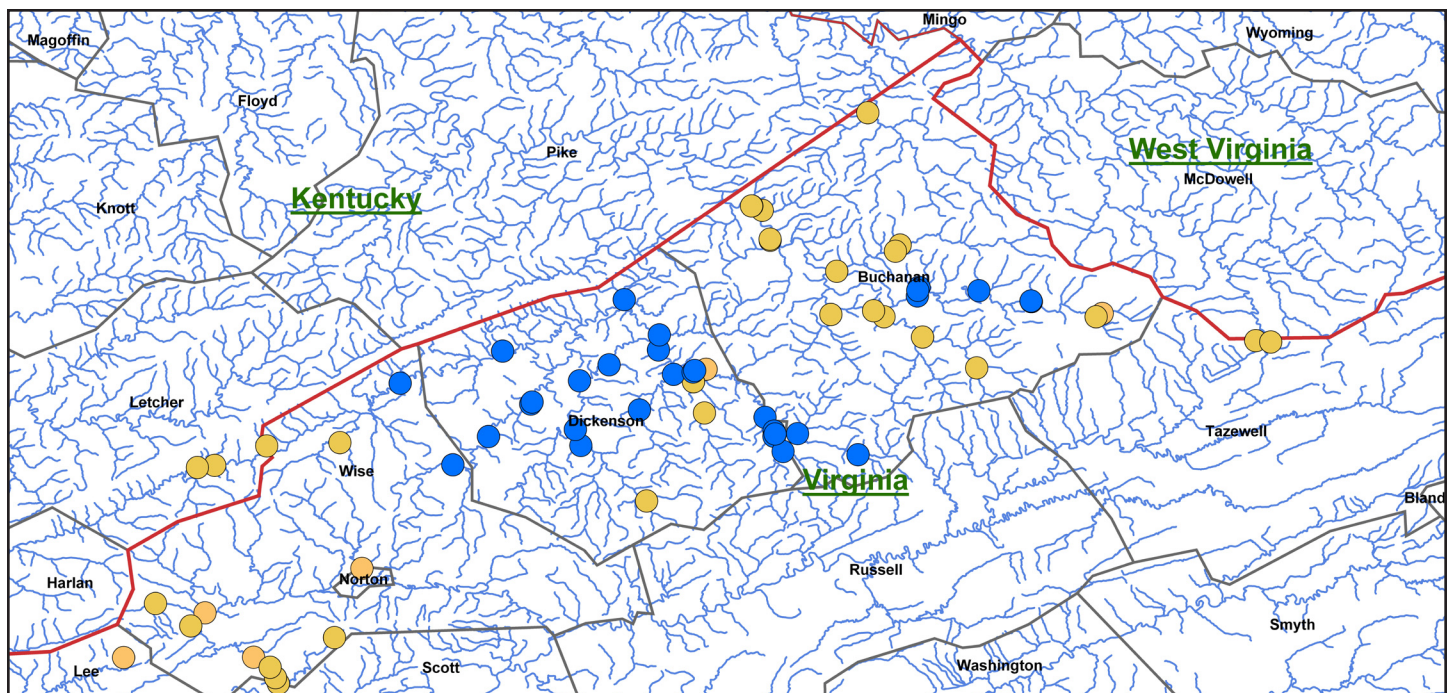 Mingo
Wyoming
Magoffin
Floyd
Pike
West Virginia
McDowell
Kentucky
Knott
Buchanan
Letcher
Dickenson
Tazewell
Wise
Virginia
Bland
Russell
Norton
Harlan
Smyth
Lee
Scott
Washington